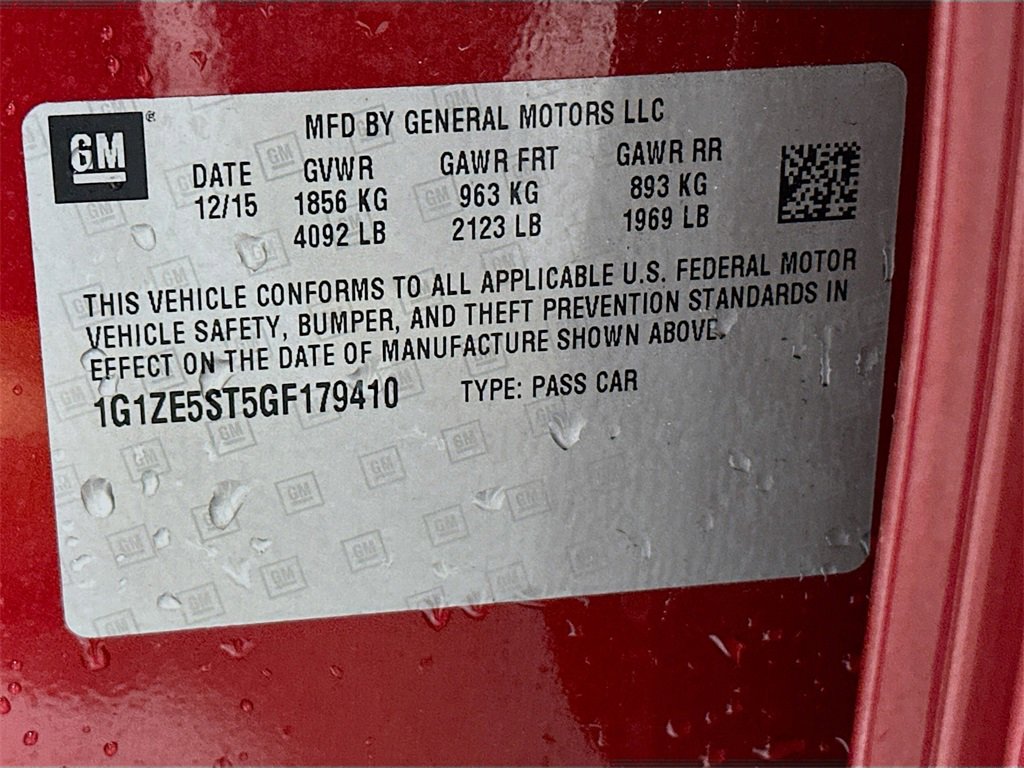 GM®
MFD BY GENERAL MOTORS LLC
DATE GVWR GAWR FRT GAWR RR
12/15 1856 KG 963 KG 893 KG
4092 LB 2123 LB 1969 LB
THIS VEHICLE CONFORMS TO ALL APPLICABLE U.S. FEDERAL MOTOR
VEHICLE SAFETY, BUMPER, AND THEFT PREVENTION STANDARDS IN
EFFECT ON THE DATE OF MANUFACTURE SHOWN ABOVE.
1G1ZE5ST5GF179410 TYPE: PASS CAR